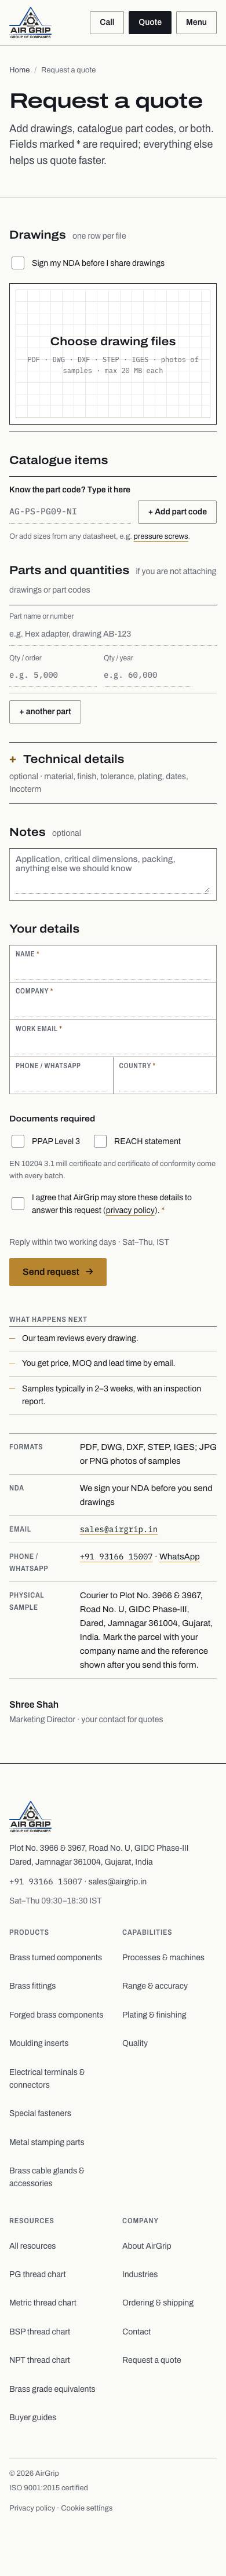 AIRGRIP
GROUP OF COMPANIES
Call
Quote
Menu
Home / Request a quote
Request a quote
Add drawings, catalogue part codes, or both.
Fields marked * are required; everything else
helps us quote faster.
Drawings one row per file
Sign my NDA before I share drawings
Choose drawing files
PDF · DWG · DXF · STEP · IGES · photos of
samples · max 20 MB each
Catalogue items
Know the part code? Type it here
AG-PS-PG09-NI
+ Add part code
Or add sizes from any datasheet, e.g. pressure screws.
Parts and quantities if you are not attaching
drawings or part codes
Part name or number
e.g. Hex adapter, drawing AB-123
Qty / order
Qty / year
e.g. 5,000
e.g. 60,000
+ another part
+ Technical details
optional · material, finish, tolerance, plating, dates,
Incoterm
Notes optional
Application, critical dimensions, packing,
anything else we should know
Your details
NAME *
COMPANY *
WORK EMAIL *
PHONE / WHATSAPP
COUNTRY *
Documents required
PPAP Level 3
REACH statement
EN 10204 3.1 mill certificate and certificate of conformity come
with every batch.
I agree that AirGrip may store these details to
answer this request (privacy policy). *
Reply within two working days · Sat–Thu, IST
Send request →
WHAT HAPPENS NEXT
— Our team reviews every drawing.
— You get price, MOQ and lead time by email.
— Samples typically in 2–3 weeks, with an inspection
report.
FORMATS
PDF, DWG, DXF, STEP, IGES; JPG
or PNG photos of samples
NDA
We sign your NDA before you send
drawings
EMAIL
sales@airgrip.in
PHONE /
WHATSAPP
+91 93166 15007 · WhatsApp
PHYSICAL
SAMPLE
Courier to Plot No. 3966 & 3967,
Road No. U, GIDC Phase-III,
Dared, Jamnagar 361004, Gujarat,
India. Mark the parcel with your
company name and the reference
shown after you send this form.
Shree Shah
Marketing Director · your contact for quotes
AIRGRIP
GROUP OF COMPANIES
Plot No. 3966 & 3967, Road No. U, GIDC Phase-III
Dared, Jamnagar 361004, Gujarat, India
+91 93166 15007 · sales@airgrip.in
Sat–Thu 09:30–18:30 IST
PRODUCTS
Brass turned components
Brass fittings
Forged brass components
Moulding inserts
Electrical terminals &
connectors
Special fasteners
Metal stamping parts
Brass cable glands &
accessories
CAPABILITIES
Processes & machines
Range & accuracy
Plating & finishing
Quality
RESOURCES
All resources
PG thread chart
Metric thread chart
BSP thread chart
NPT thread chart
Brass grade equivalents
Buyer guides
COMPANY
About AirGrip
Industries
Ordering & shipping
Contact
Request a quote
© 2026 AirGrip
ISO 9001:2015 certified
Privacy policy · Cookie settings